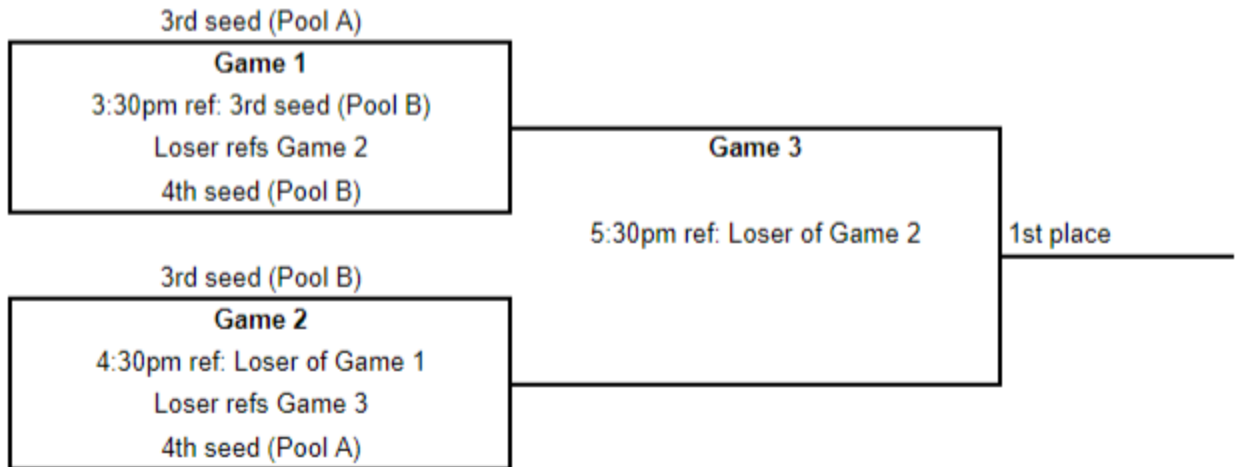 3rd seed (Pool A)
Game 1
3:30pm ref: 3rd seed (Pool B)
Loser refs Game 2
4th seed (Pool B)
Game 3
5:30pm ref: Loser of Game 2
1st place
3rd seed (Pool B)
Game 2
4:30pm ref: Loser of Game 1
Loser refs Game 3
4th seed (Pool A)